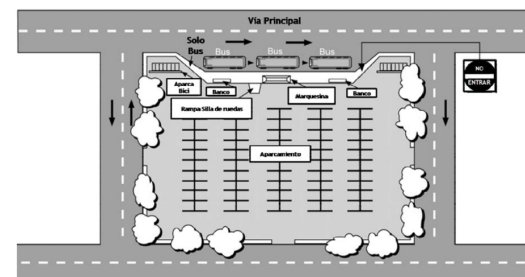 Vía Principal
Solo
Bus
Bus
Bus
Bus
NO
ENTRAR
Aparca
Bici
Banco
Marquesina
Banco
Rampa Silla de ruedas
Aparcamiento